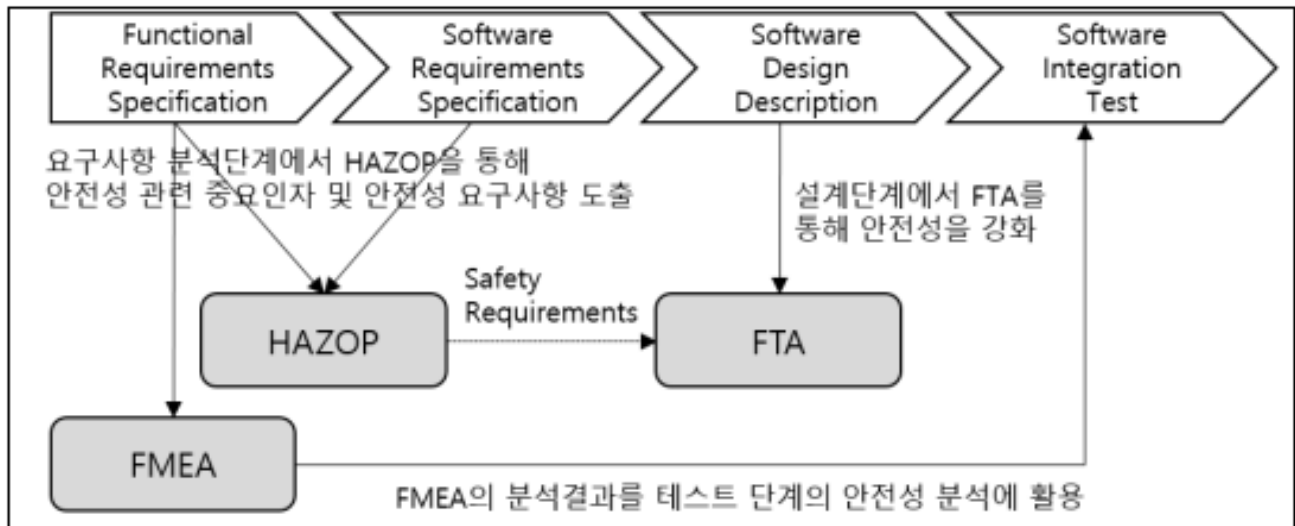 Functional
Requirements
Specification
Software
Requirements
Specification
Software
Design
Description
Software
Integration
Test
요구사항 분석단계에서 HAZOP을 통해
안전성 관련 중요인자 및 안전성 요구사항 도출
설계단계에서 FTA를
통해 안전성을 강화
HAZOP
Safety
Requirements
FTA
FMEA
FMEA의 분석결과를 테스트 단계의 안전성 분석에 활용